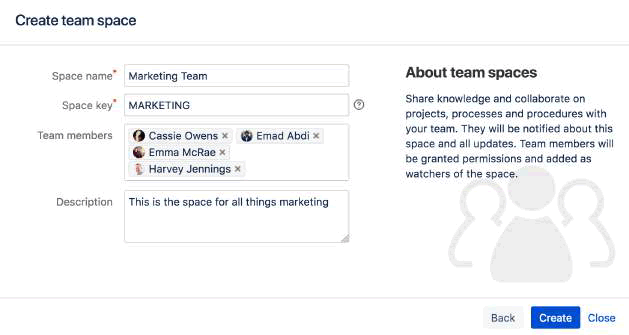 Create team space
Space name*
Marketing Team
Space key*
MARKETING
Team members
Cassie Owens × Emad Abdi ×
Emma McRae ×
Harvey Jennings ×
Description
This is the space for all things marketing
About team spaces
Share knowledge and collaborate on
projects, processes and procedures with
your team. They will be notified about this
space and all updates. Team members will
be granted permissions and added as
watchers of the space.
Back Create Close